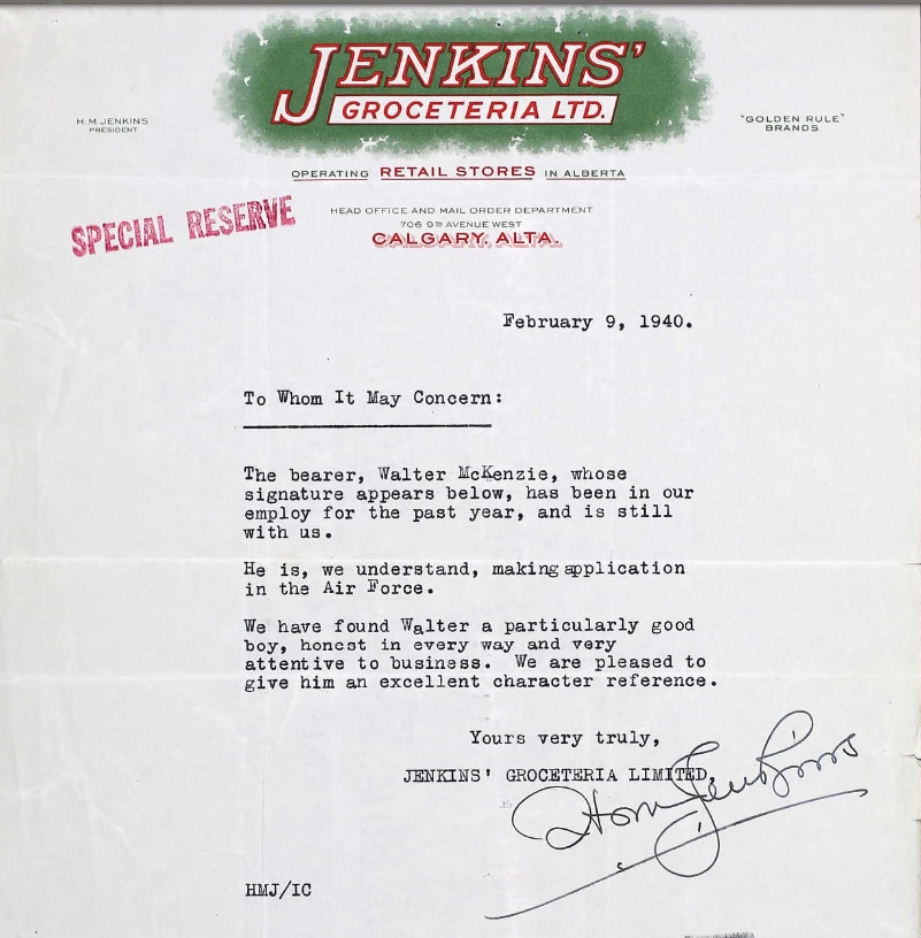 JENKINS'
GROCETERIA LTD.
H. M. JENKINS
PRESIDENT
"GOLDEN RULE"
BRANDS
OPERATING RETAIL STORES IN ALBERTA
SPECIAL RESERVE
HEAD OFFICE AND MAIL ORDER DEPARTMENT
706 9TH AVENUE WEST
CALGARY, ALTA.
February 9, 1940.
To Whom It May Concern:
The bearer, Walter McKenzie, whose
signature appears below, has been in our
employ for the past year, and is still
with us.
He is, we understand, making application
in the Air Force.
We have found Walter a particularly good
boy, honest in every way and very
attentive to business. We are pleased to
give him an excellent character reference.
Yours very truly,
JENKINS' GROCETERIA LIMITED,
Jenkins
HMJ/IC